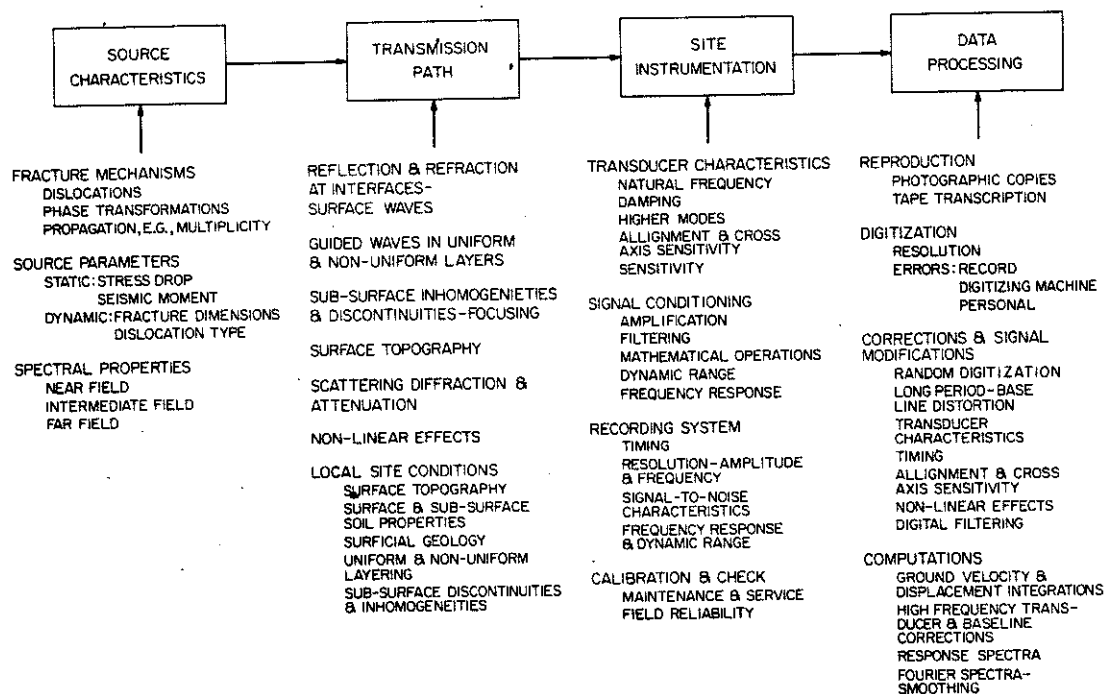 SOURCE
CHARACTERISTICS
TRANSMISSION
PATH
SITE
INSTRUMENTATION
DATA
PROCESSING
FRACTURE MECHANISMS
DISLOCATIONS
PHASE TRANSFORMATIONS
PROPAGATION, E.G., MULTIPLICITY
SOURCE PARAMETERS
STATIC: STRESS DROP
SEISMIC MOMENT
DYNAMIC: FRACTURE DIMENSIONS
DISLOCATION TYPE
SPECTRAL PROPERTIES
NEAR FIELD
INTERMEDIATE FIELD
FAR FIELD
REFLECTION & REFRACTION
AT INTERFACES-
SURFACE WAVES
GUIDED WAVES IN UNIFORM
& NON-UNIFORM LAYERS
SUB-SURFACE INHOMOGENIETIES
& DISCONTINUITIES-FOCUSING
SURFACE TOPOGRAPHY
SCATTERING DIFFRACTION &
ATTENUATION
NON-LINEAR EFFECTS
LOCAL SITE CONDITIONS
SURFACE TOPOGRAPHY
SURFACE & SUB-SURFACE
SOIL PROPERTIES
SURFICIAL GEOLOGY
UNIFORM & NON-UNIFORM
LAYERING
SUB-SURFACE DISCONTINUITIES
& INHOMOGENEITIES
TRANSDUCER CHARACTERISTICS
NATURAL FREQUENCY
DAMPING
HIGHER MODES
ALLIGNMENT & CROSS
AXIS SENSITIVITY
SENSITIVITY
SIGNAL CONDITIONING
AMPLIFICATION
FILTERING
MATHEMATICAL OPERATIONS
DYNAMIC RANGE
FREQUENCY RESPONSE
RECORDING SYSTEM
TIMING
RESOLUTION-AMPLITUDE
& FREQUENCY
SIGNAL-TO-NOISE
CHARACTERISTICS
FREQUENCY RESPONSE
& DYNAMIC RANGE
CALIBRATION & CHECK
MAINTENANCE & SERVICE
FIELD RELIABILITY
REPRODUCTION
PHOTOGRAPHIC COPIES
TAPE TRANSCRIPTION
DIGITIZATION
RESOLUTION
ERRORS: RECORD
DIGITIZING MACHINE
PERSONAL
CORRECTIONS & SIGNAL
MODIFICATIONS
RANDOM DIGITIZATION
LONG PERIOD-BASE
LINE DISTORTION
TRANSDUCER
CHARACTERISTICS
TIMING
ALLIGNMENT & CROSS
AXIS SENSITIVITY
NON-LINEAR EFFECTS
DIGITAL FILTERING
COMPUTATIONS
GROUND VELOCITY &
DISPLACEMENT INTEGRATIONS
HIGH FREQUENCY TRANS-
DUCER & BASELINE
CORRECTIONS
RESPONSE SPECTRA
FOURIER SPECTRA-
SMOOTHING